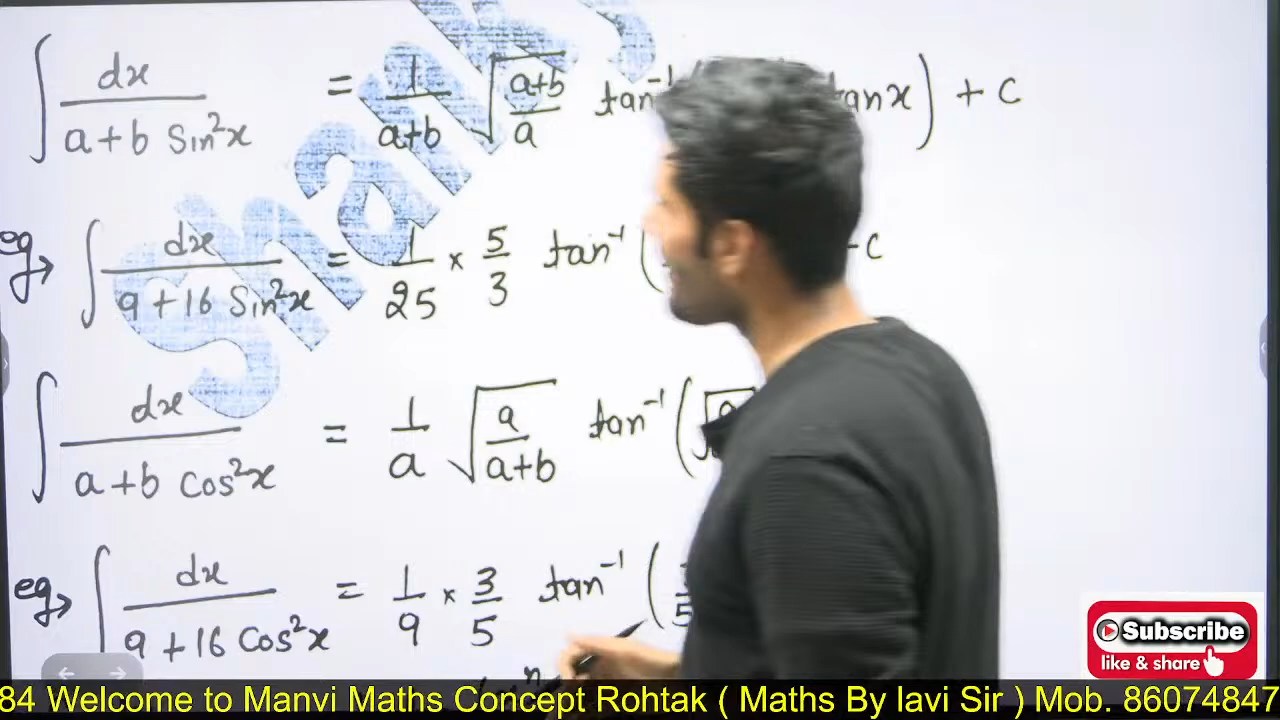 ∫ dx / (a+b Sin²x) = 1/(a+b) √((a+b)/a) tan⁻¹( tanx) + c
eg → ∫ dx / (9+16 Sin²x) = 1/25 × 5/3 tan⁻¹( c
∫ dx / (a+b cos²x) = 1/a √(a/(a+b)) tan⁻¹(√a
eg → ∫ dx / (9+16 Cos²x) = 1/9 × 3/5 tan⁻¹( 5
Shanky
Subscribe
like & share
84 Welcome to Manvi Maths Concept Rohtak ( Maths By lavi Sir ) Mob. 86074847